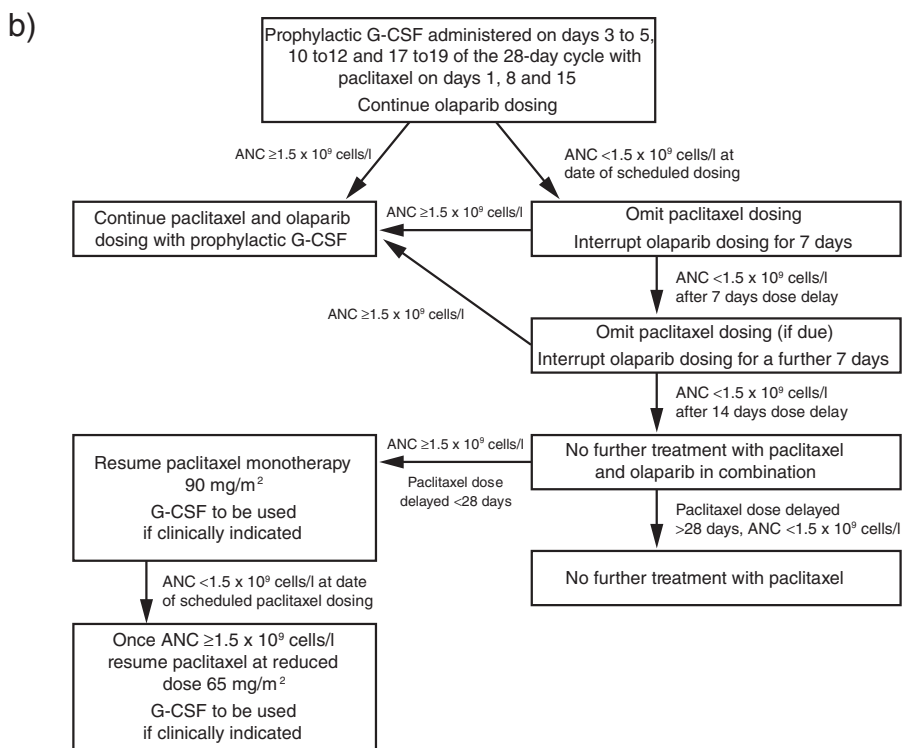 b)
Prophylactic G-CSF administered on days 3 to 5,
10 to12 and 17 to19 of the 28-day cycle with
paclitaxel on days 1, 8 and 15
Continue olaparib dosing
ANC ≥1.5 x 10⁹ cells/l
ANC <1.5 x 10⁹ cells/l at
date of scheduled dosing
Continue paclitaxel and olaparib
dosing with prophylactic G-CSF
ANC ≥1.5 x 10⁹ cells/l
Omit paclitaxel dosing
Interrupt olaparib dosing for 7 days
ANC <1.5 x 10⁹ cells/l
after 7 days dose delay
ANC ≥1.5 x 10⁹ cells/l
Omit paclitaxel dosing (if due)
Interrupt olaparib dosing for a further 7 days
ANC <1.5 x 10⁹ cells/l
after 14 days dose delay
Resume paclitaxel monotherapy
90 mg/m²
G-CSF to be used
if clinically indicated
ANC ≥1.5 x 10⁹ cells/l
Paclitaxel dose
delayed <28 days
No further treatment with paclitaxel
and olaparib in combination
Paclitaxel dose delayed
>28 days, ANC <1.5 x 10⁹ cells/l
No further treatment with paclitaxel
ANC <1.5 x 10⁹ cells/l at date
of scheduled paclitaxel dosing
Once ANC ≥1.5 x 10⁹ cells/l
resume paclitaxel at reduced
dose 65 mg/m²
G-CSF to be used
if clinically indicated